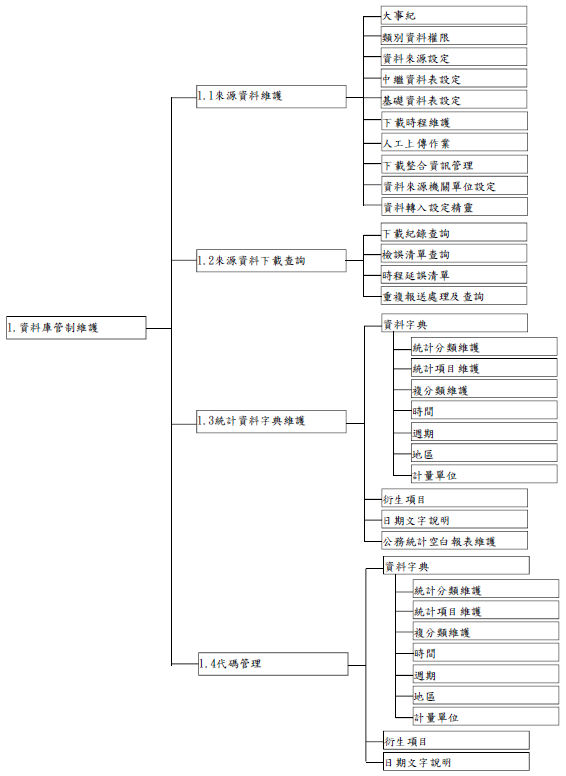 1.資料庫管制維護
1.1來源資料維護
大事紀
類別資料權限
資料來源設定
中繼資料表設定
基礎資料表設定
下載時程維護
人工上傳作業
下載整合資訊管理
資料來源機關單位設定
資料轉入設定精靈
1.2來源資料下載查詢
下載紀錄查詢
檢誤清單查詢
時程延誤清單
重複報送處理及查詢
1.3統計資料字典維護
資料字典
統計分類維護
統計項目維護
複分類維護
時間
週期
地區
計量單位
衍生項目
日期文字說明
公務統計空白報表維護
1.4代碼管理
資料字典
統計分類維護
統計項目維護
複分類維護
時間
週期
地區
計量單位
衍生項目
日期文字說明